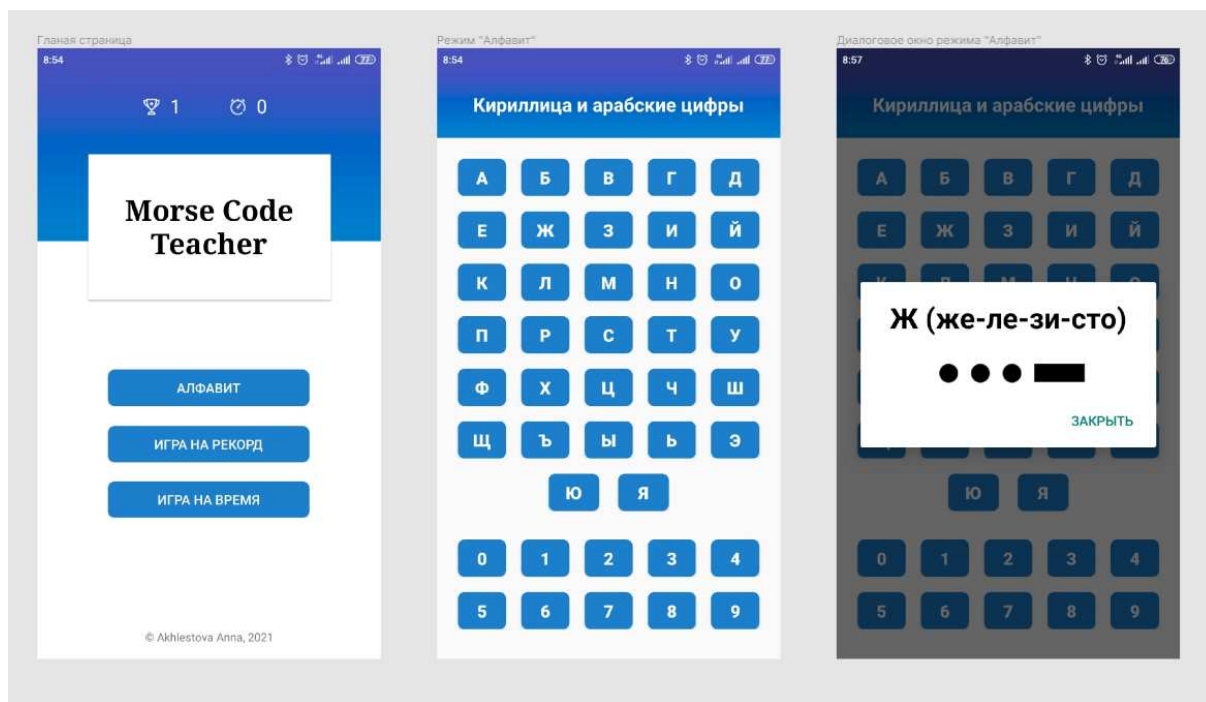 Гланая страница
8:54
1 0
Morse Code
Teacher
АЛФАВИТ
ИГРА НА РЕКОРД
ИГРА НА ВРЕМЯ
© Akhlestova Anna, 2021
Режим "Алфавит"
8:54
Кириллица и арабские цифры
А Б В Г Д
Е Ж З И Й
К Л М Н О
П Р С Т У
Ф Х Ц Ч Ш
Щ Ъ Ы Ь Э
Ю Я
0 1 2 3 4
5 6 7 8 9
Диалоговое окно режима "Алфавит"
8:57
Кириллица и арабские цифры
А Б В Г Д
Е Ж З И Й
Ж (же-ле-зи-сто)
ЗАКРЫТЬ
Ю Я
0 1 2 3 4
5 6 7 8 9